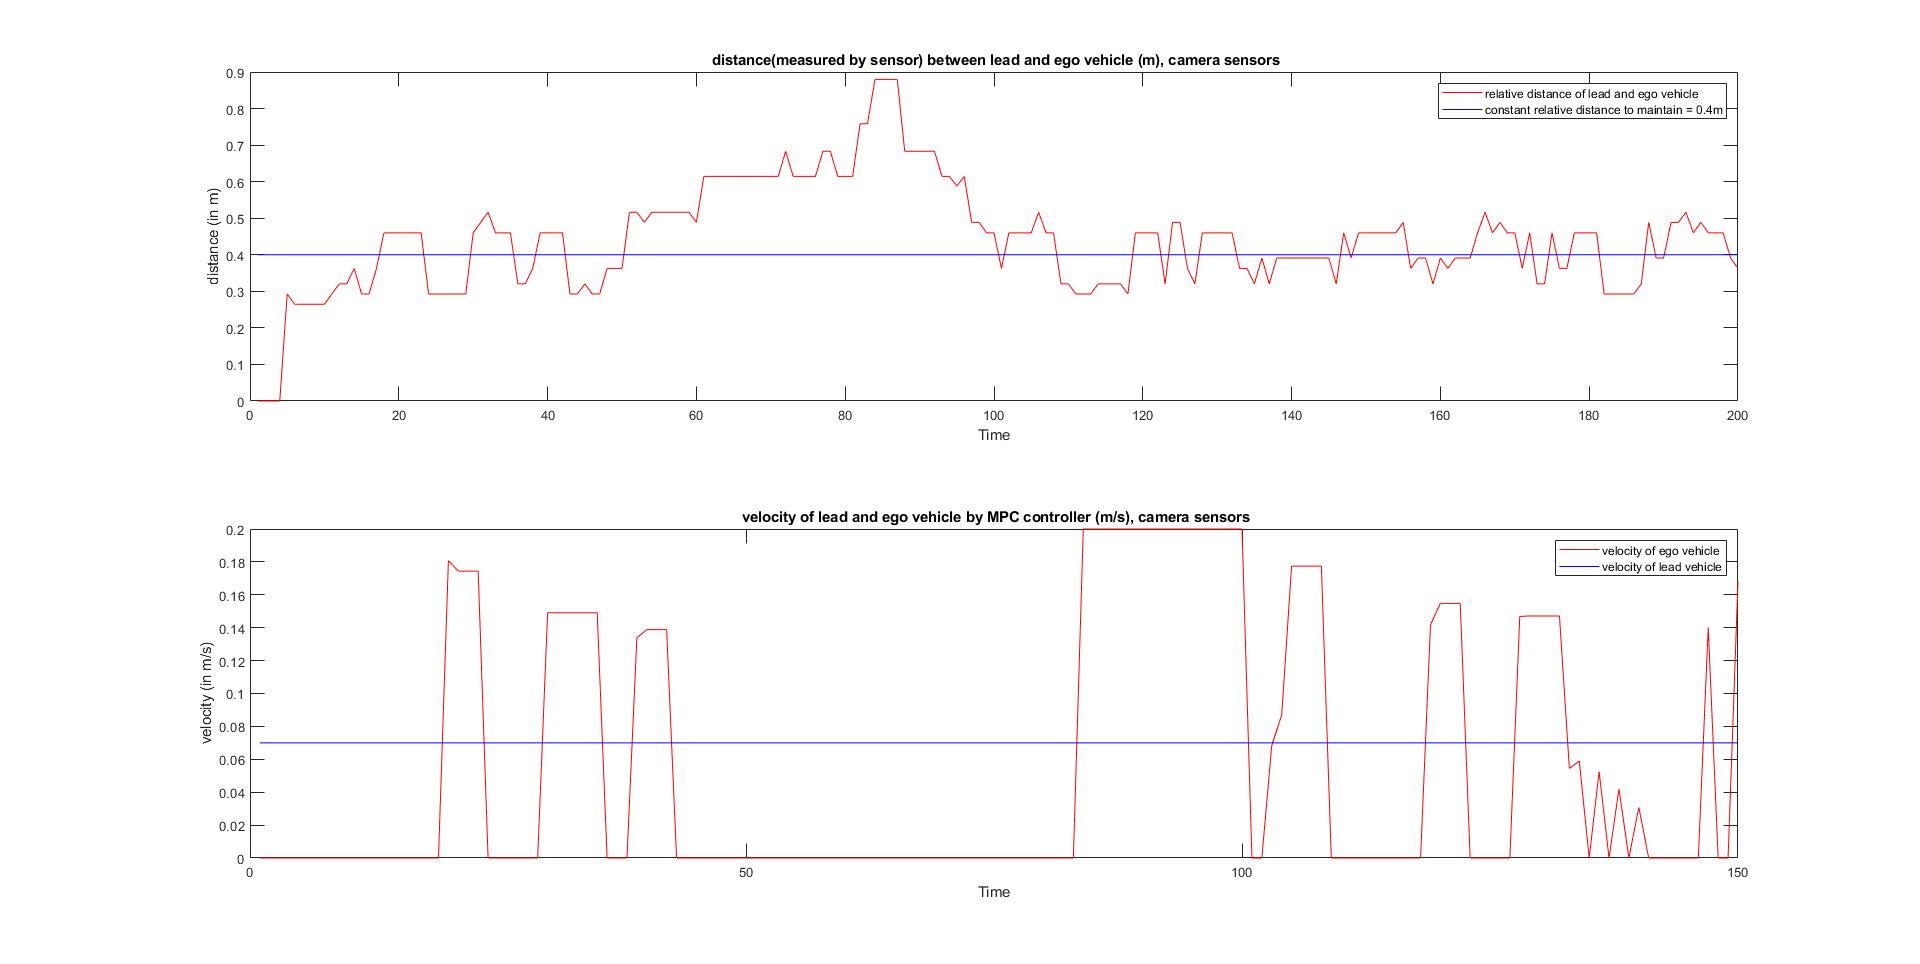 distance(measured by sensor) between lead and ego vehicle (m), camera sensors
0.9
0.8
0.7
0.6
0.5
0.4
0.3
0.2
0.1
0
distance (in m)
relative distance of lead and ego vehicle
constant relative distance to maintain = 0.4m
0 20 40 60 80 100 120 140 160 180 200
Time
velocity of lead and ego vehicle by MPC controller (m/s), camera sensors
0.2
0.18
0.16
0.14
0.12
0.1
0.08
0.06
0.04
0.02
0
velocity (in m/s)
velocity of ego vehicle
velocity of lead vehicle
0 50 100 150
Time